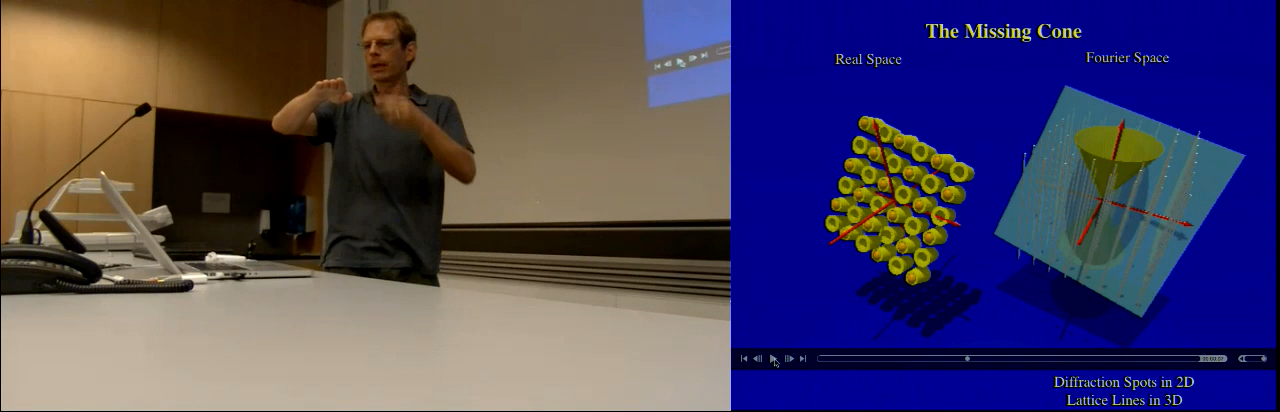 The Missing Cone
Real Space
Fourier Space
Diffraction Spots in 2D
Lattice Lines in 3D